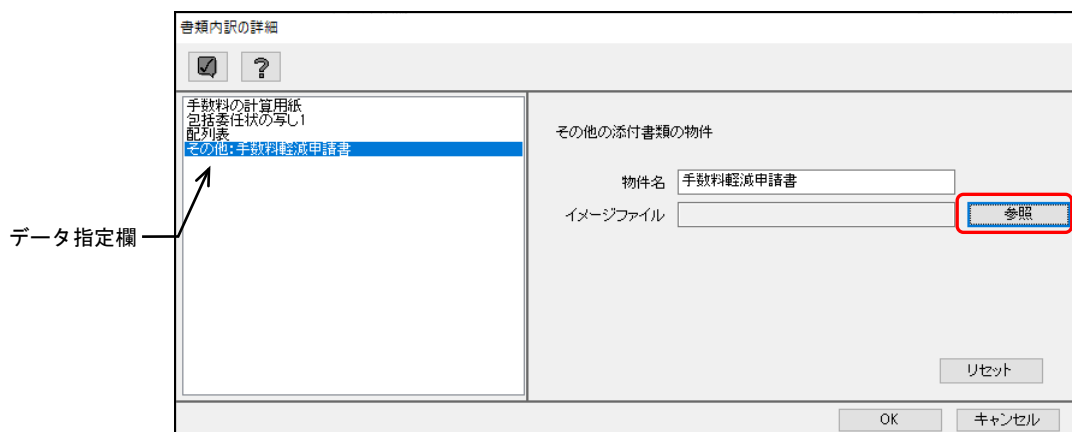 書類内訳の詳細
?
手数料の計算用紙
包括委任状の写し1
配列表
その他:手数料軽減申請書
データ指定欄
その他の添付書類の物件
物件名 手数料軽減申請書
イメージファイル 参照
リセット
OK キャンセル